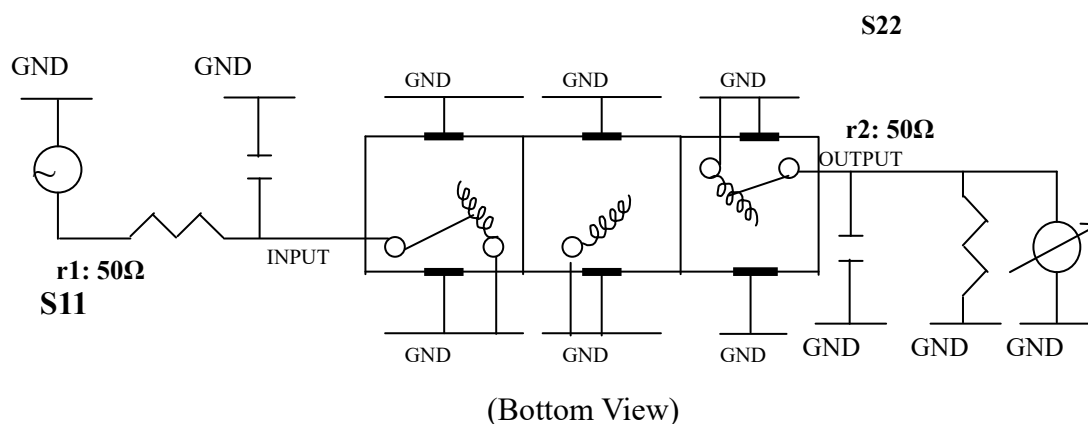 S22
GND
GND
GND
GND
GND
r2: 50Ω
OUTPUT
INPUT
r1: 50Ω
S11
GND
GND
GND
GND
GND
GND
(Bottom View)